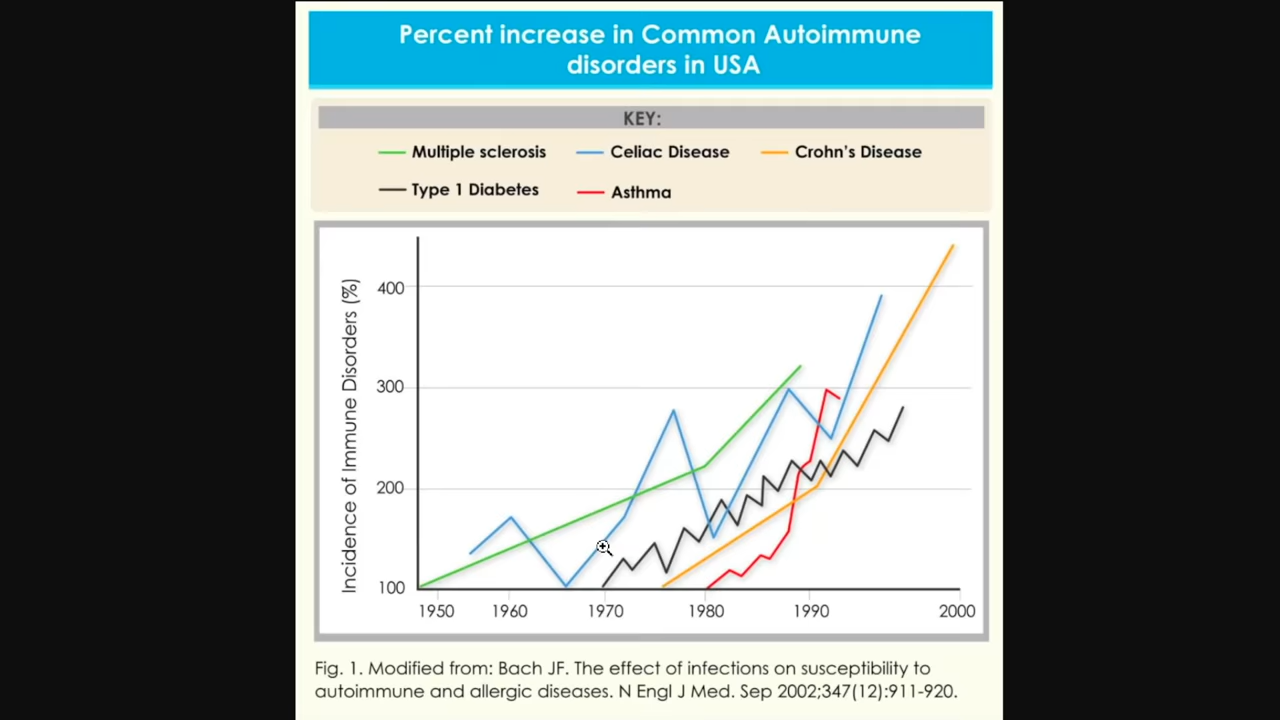 Percent increase in Common Autoimmune
disorders in USA
KEY:
Multiple sclerosis
Celiac Disease
Crohn's Disease
Type 1 Diabetes
Asthma
Incidence of Immune Disorders (%)
400
300
200
100
1950
1960
1970
1980
1990
2000
Fig. 1. Modified from: Bach JF. The effect of infections on susceptibility to
autoimmune and allergic diseases. N Engl J Med. Sep 2002;347(12):911-920.